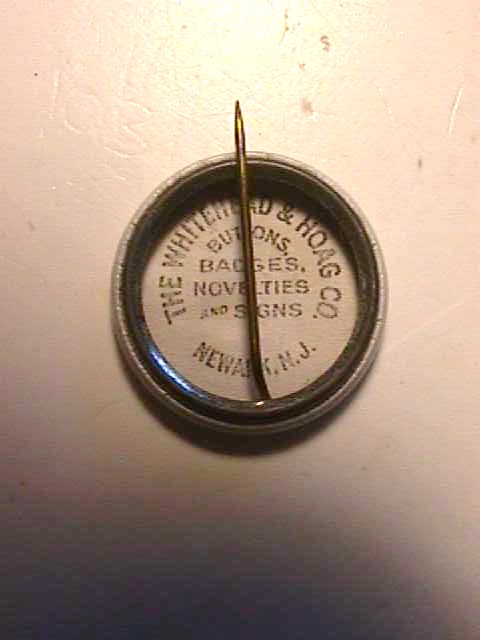 THE WHITEHEAD & HOAG CO.
BUTTONS,
BADGES,
NOVELTIES
AND SIGNS
NEWARK, N.J.